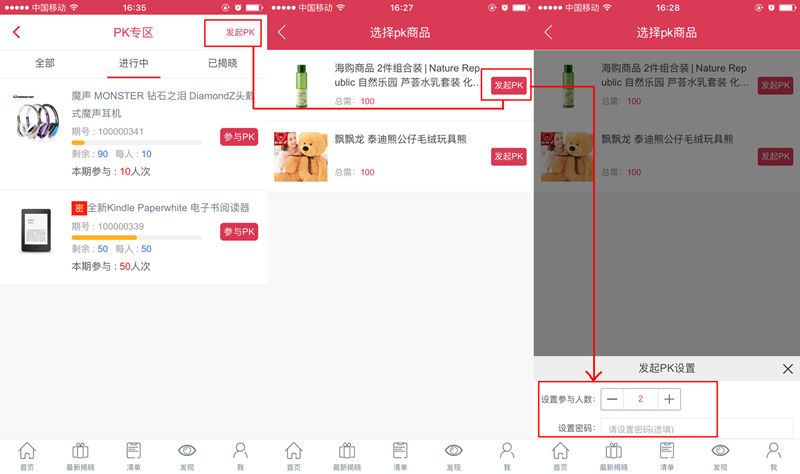 中国移动 16:35
PK专区 发起PK
全部 进行中 已揭晓
魔声 MONSTER 钻石之泪 DiamondZ头戴
式魔声耳机
期号 : 100000341
剩余 : 90 每人 : 10
参与PK
本期参与 : 10人次
密 全新Kindle Paperwhite 电子书阅读器
期号 : 100000339
剩余 : 50 每人 : 50
参与PK
本期参与 : 50人次
首页 最新揭晓 清单 发现 我
中国移动 16:27
选择pk商品
海购商品 2件组合装 | Nature Rep
ublic 自然乐园 芦荟水乳套装 化...
总需: 100
发起PK
飘飘龙 泰迪熊公仔毛绒玩具熊
总需: 100
发起PK
首页 最新揭晓 清单 发现 我
中国移动 16:28
选择pk商品
海购商品 2件组合装 | Nature Rep
ublic 自然乐园 芦荟水乳套装 化...
总需: 100
发起PK
飘飘龙 泰迪熊公仔毛绒玩具熊
总需: 100
发起PK
发起PK设置
设置参与人数: 2
设置密码: 请设置密码(选填)
首页 最新揭晓 清单 发现 我